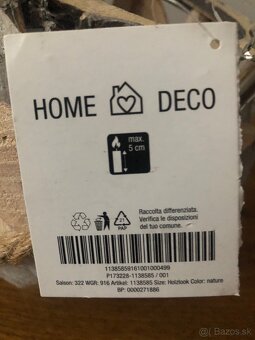 HOME DECO
max.
5 cm
21
PAP
Raccolta differenziata.
Verifica le disposizioni
del tuo comune.
11385859161001000499
P173228-1138585 / 001
Saison: 322 WGR: 916 Artikel: 1138585 Size: Holzlook Color: nature
BP: 0000271886
Bazos.sk